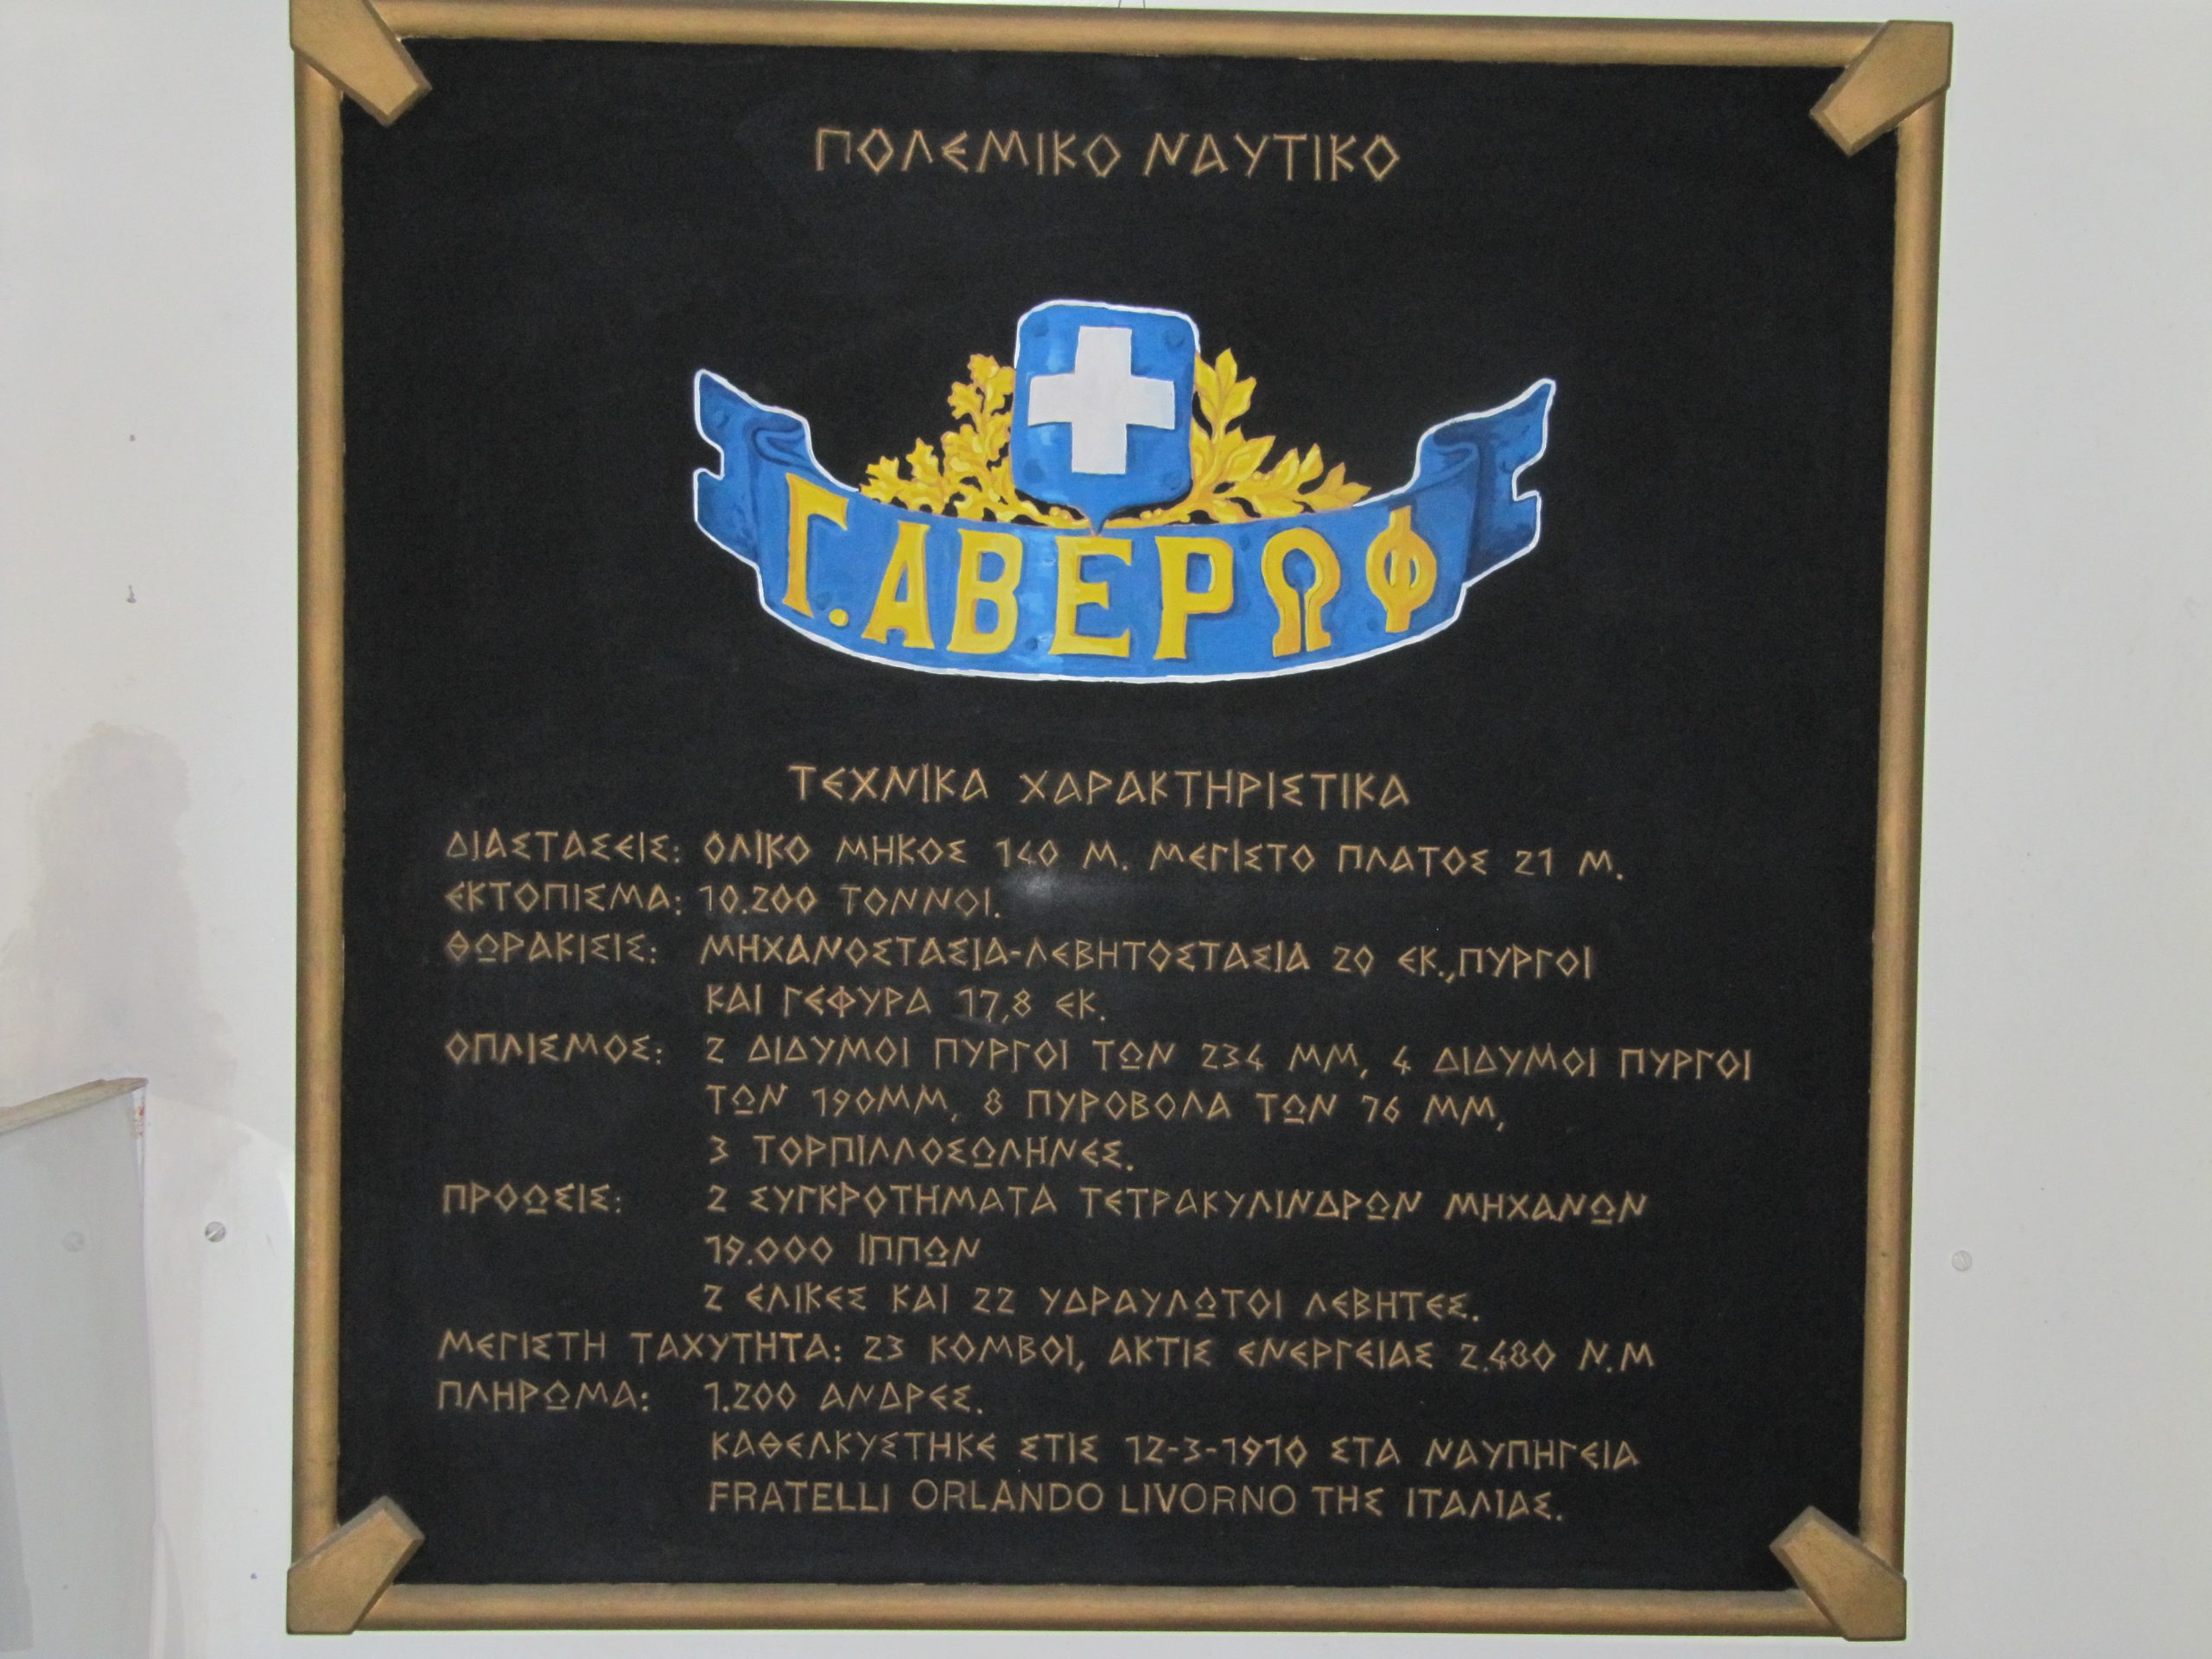 ΠΟΛΕΜΙΚΟ ΝΑΥΤΙΚΟ
Γ. ΑΒΕΡΩΦ
ΤΕΧΝΙΚΑ ΧΑΡΑΚΤΗΡΙΣΤΙΚΑ
ΔΙΑΣΤΑΣΕΙΣ: ΟΛΙΚΟ ΜΗΚΟΣ 140 Μ. ΜΕΓΙΣΤΟ ΠΛΑΤΟΣ 21 Μ.
ΕΚΤΟΠΙΣΜΑ: 10.200 ΤΟΝΝΟΙ.
ΘΩΡΑΚΙΣΙΣ: ΜΗΧΑΝΟΣΤΑΣΙΑ-ΛΕΒΗΤΟΣΤΑΣΙΑ 20 ΕΚ.,ΠΥΡΓΟΙ
ΚΑΙ ΓΕΦΥΡΑ 17,8 ΕΚ.
ΟΠΛΙΣΜΟΣ: 2 ΔΙΔΥΜΟΙ ΠΥΡΓΟΙ ΤΩΝ 234 ΜΜ, 4 ΔΙΔΥΜΟΙ ΠΥΡΓΟΙ
ΤΩΝ 190ΜΜ, 8 ΠΥΡΟΒΟΛΑ ΤΩΝ 76 ΜΜ,
3 ΤΟΡΠΙΛΛΟΣΩΛΗΝΕΣ.
ΠΡΟΩΣΙΣ: 2 ΣΥΓΚΡΟΤΗΜΑΤΑ ΤΕΤΡΑΚΥΛΙΝΔΡΩΝ ΜΗΧΑΝΩΝ
19.000 ΙΠΠΩΝ
2 ΕΛΙΚΕΣ ΚΑΙ 22 ΥΔΡΑΥΛΩΤΟΙ ΛΕΒΗΤΕΣ.
ΜΕΓΙΣΤΗ ΤΑΧΥΤΗΤΑ: 23 ΚΟΜΒΟΙ, ΑΚΤΙΣ ΕΝΕΡΓΕΙΑΣ 2.480 Ν.Μ
ΠΛΗΡΩΜΑ: 1.200 ΑΝΔΡΕΣ.
ΚΑΘΕΛΚΥΣΤΗΚΕ ΣΤΙΣ 12-3-1910 ΣΤΑ ΝΑΥΠΗΓΕΙΑ
FRATELLI ORLANDO LIVORNO ΤΗΣ ΙΤΑΛΙΑΣ.